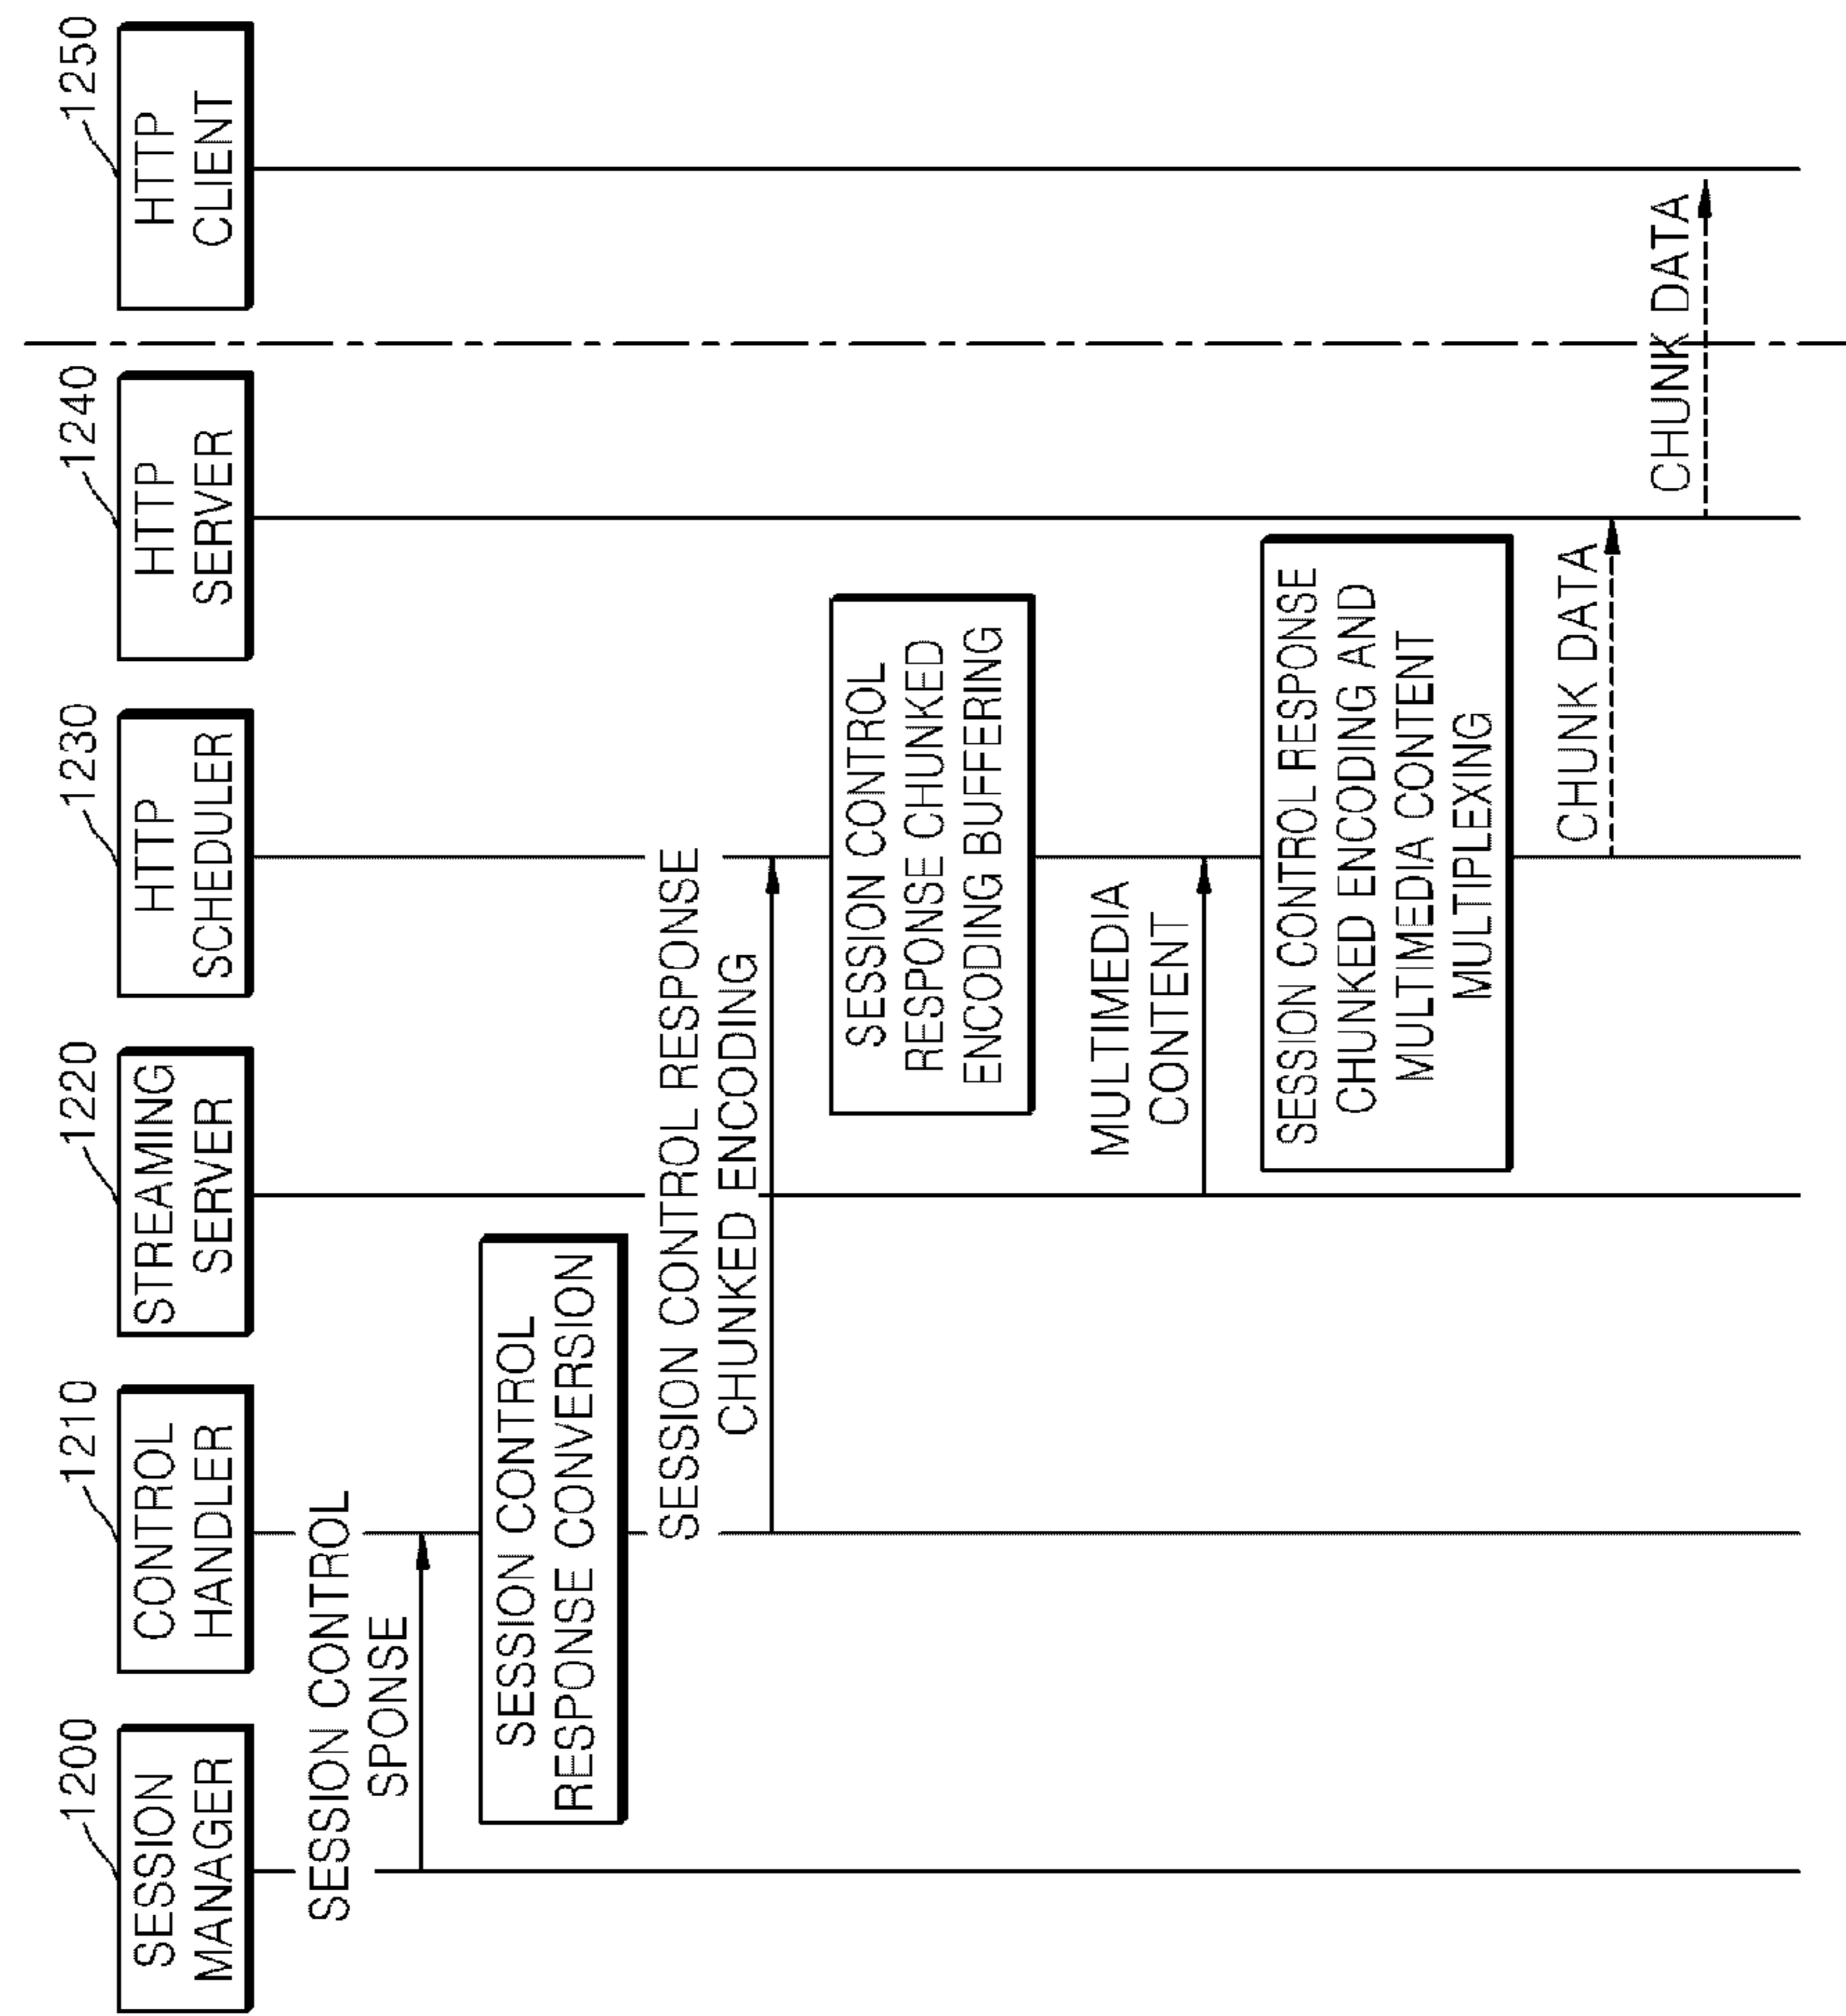 1200
1210
1220
1230
1240
1250
SESSION
MANAGER
CONTROL
HANDLER
STREAMING
SERVER
HTTP
SCHEDULER
HTTP
SERVER
HTTP
CLIENT
SESSION CONTROL
SPONSE
SESSION CONTROL
RESPONSE CONVERSION
SESSION CONTROL RESPONSE
CHUNKED ENCODING
SESSION CONTROL
RESPONSE CHUNKED
ENCODING BUFFERING
MULTIMEDIA
CONTENT
SESSION CONTROL RESPONSE
CHUNKED ENCODING AND
MULTIMEDIA CONTENT
MULTIPLEXING
CHUNK DATA
CHUNK DATA